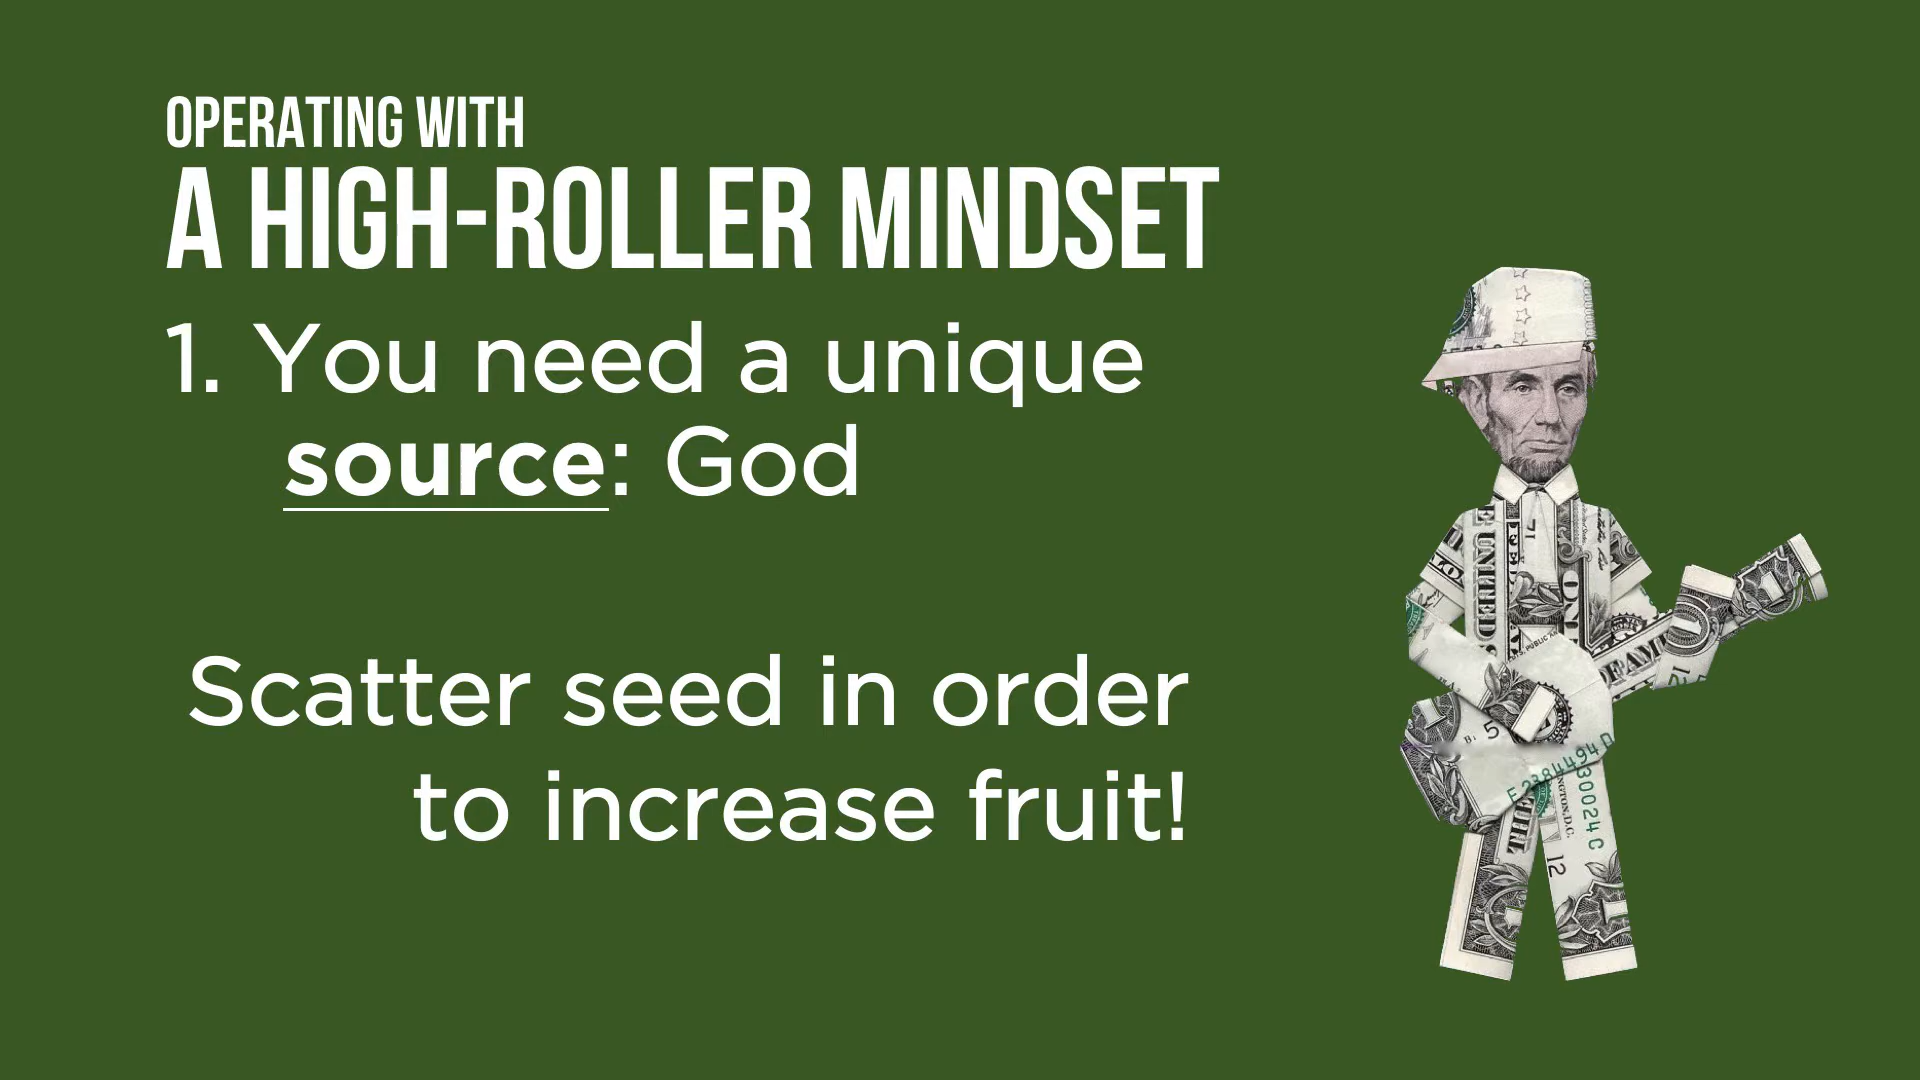 OPERATING WITH
A HIGH-ROLLER MINDSET
1. You need a unique
source: God
Scatter seed in order
to increase fruit!